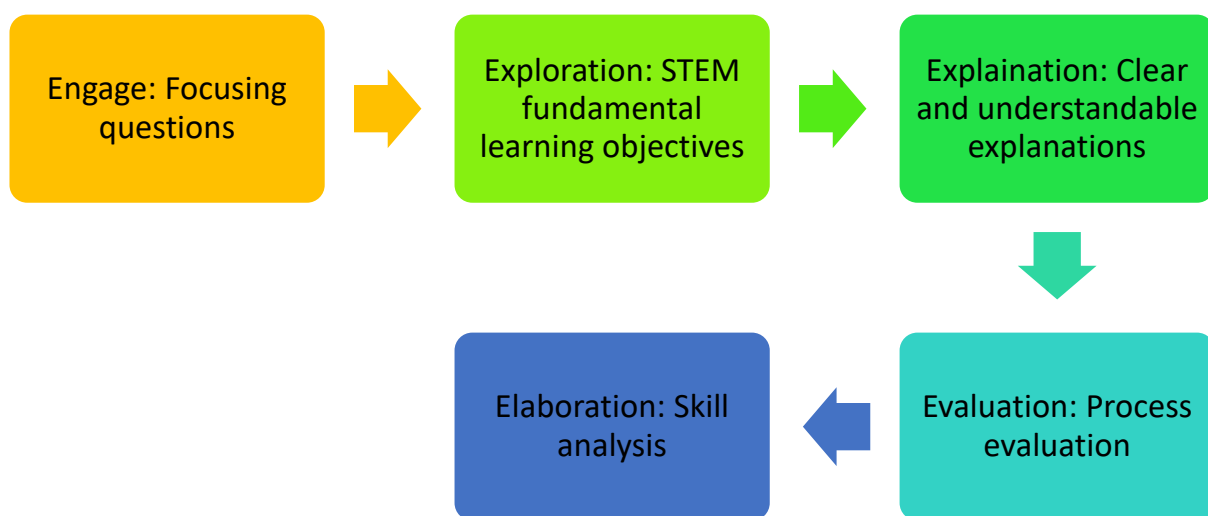 Engage: Focusing
questions
Exploration: STEM
fundamental
learning objectives
Explaination: Clear
and understandable
explanations
Evaluation: Process
evaluation
Elaboration: Skill
analysis